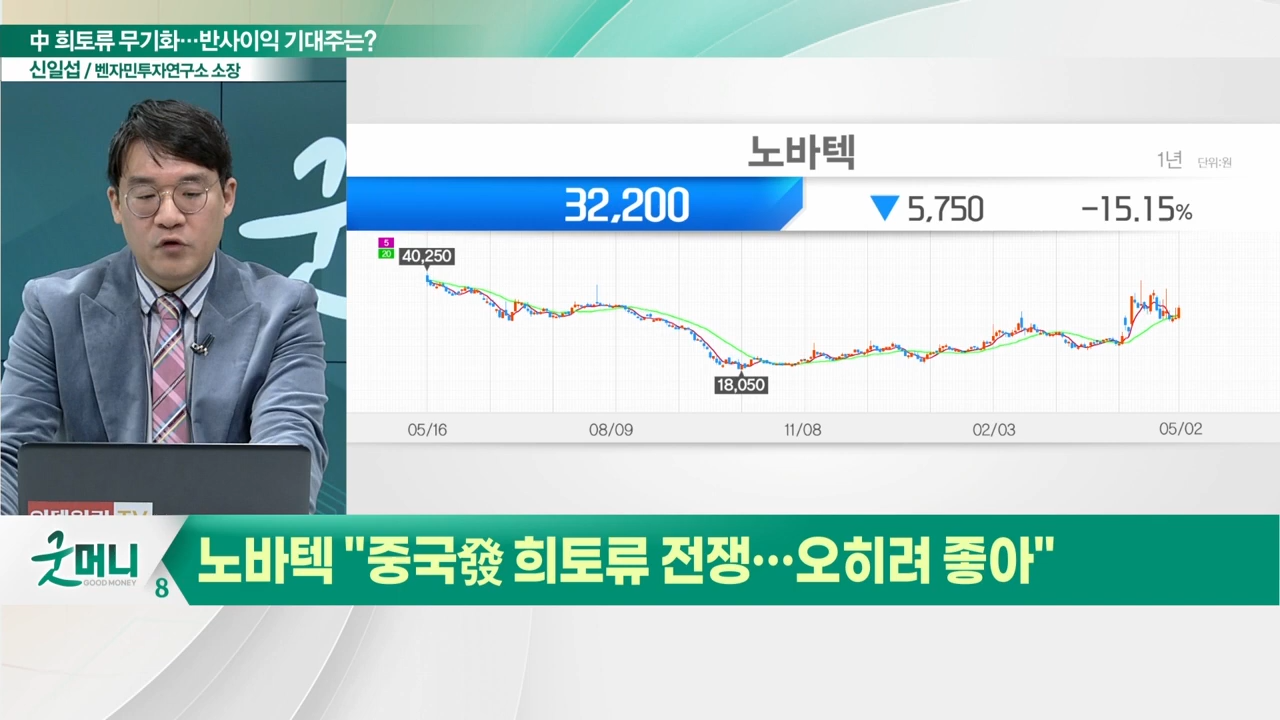 中 희토류 무기화…반사이익 기대주는?
신일섭 / 벤자민투자연구소 소장
노바텍
1년 단위:원
32,200 ▼ 5,750 -15.15%
5
20
40,250
18,050
05/16 08/09 11/08 02/03 05/02
굿머니
GOOD MONEY
8
노바텍 "중국發 희토류 전쟁…오히려 좋아"